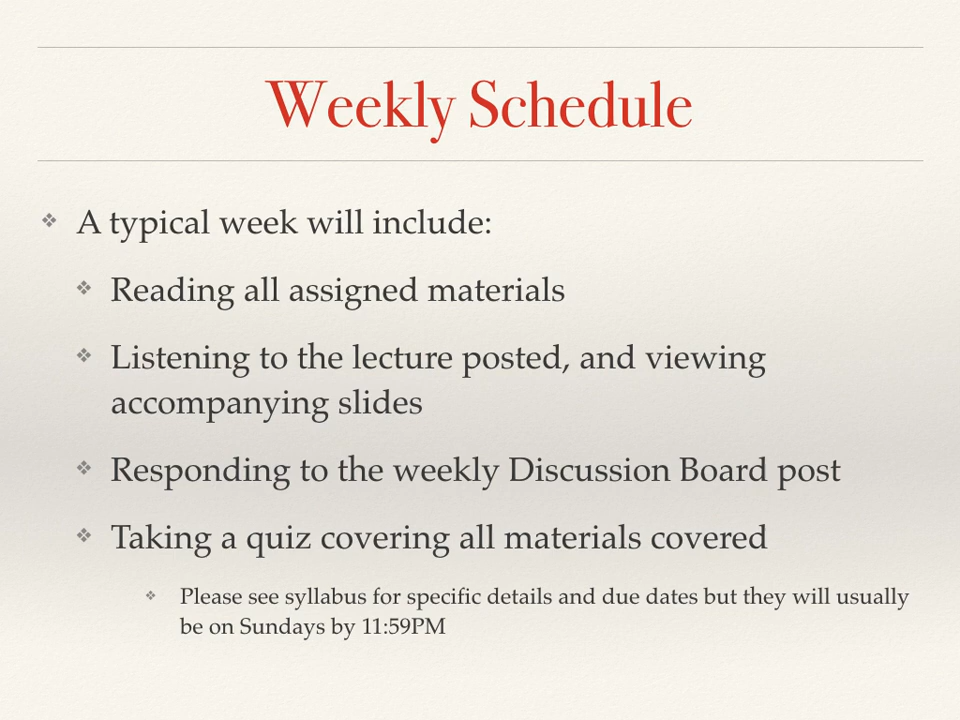 Weekly Schedule
❖ A typical week will include:
❖ Reading all assigned materials
❖ Listening to the lecture posted, and viewing
accompanying slides
❖ Responding to the weekly Discussion Board post
❖ Taking a quiz covering all materials covered
❖ Please see syllabus for specific details and due dates but they will usually
be on Sundays by 11:59PM